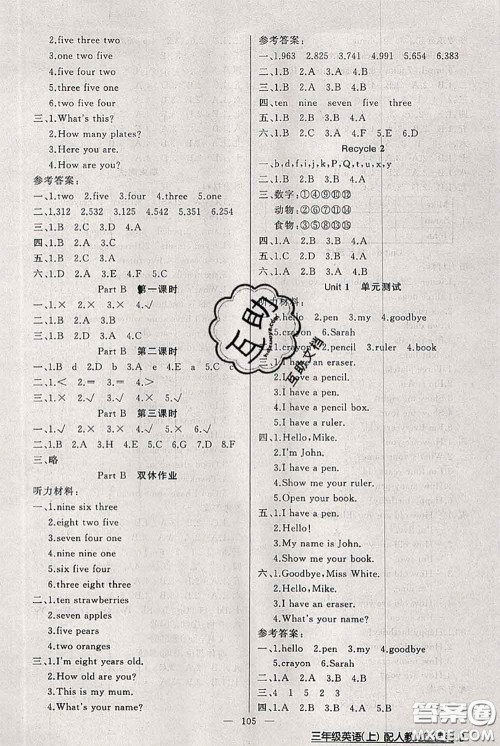 2.five three two
3.one two five
4.five four two
5.three five one
6.two five four
三、1.What's this?
2.How many plates?
3.Here you are.
4.How are you?
参考答案:
一、1.two 2.five 3.four 4.three 5.one
二、1.312 2.532 3.125 4.542 5.351 6.254
三、1.B 2.C 3.A 4.B
四、1.B 2.A 3.C
五、1.B 2.C 3.A 4.D
六、1.C 2.D 3.A 4.E 5.F 6.B
Part B 第一课时
一、1.× 2.× 3.× 4.√
二、1.B 2.A 3.B 4.A 5.B
Part B 第二课时
一、1.< 2.= 3.> 4.>
二、1.× 2.× 3.√ 4.√
Part B 第三课时
一、1.√ 2.√ 3.× 4.× 5.√
二、1.B 2.D 3.F 4.E 5.A 6.C
三、略
Part B 双休作业
听力材料:
一、1.nine six three
2.eight two five
3.seven four one
4.nine nine one
5.six five four
6.three eight three
二、1.ten strawberries
2.seven apples
3.five pears
4.two oranges
三、1.I'm eight years old.
2.How old are you?
3.This is my mum.
4.What's your name?
参考答案:
一、1.963 2.825 3.741 4.991 5.654 6.383
二、1.B 2.A 3.A 4.B
三、1.B 2.A 3.A 4.B
四、ten nine seven five three
五、1.B 2.C 3.A
六、1.C 2.B 3.A 4.B
Recycle 2
一、b,d,f,i,j,k,P,Q,t,u,x,y
二、1.B 2.A 3.B 4.A
三、数字:①④⑨⑩⑫
动物:②⑥⑦⑪⑭
食物:③⑤⑧⑬⑮
四、1.B 2.B 3.A 4.A
五、1.B 2.C 3.D 4.A
Unit 1 单元测试
听力材料:
一、1.hello 2.pen 3.my 4.goodbye
5.crayon 6.Sarah
二、1.hello 2.pencil 3.ruler 4.book
三、1.I have an eraser.
2.I have a pencil.
3.I have a pen.
4.I have a pencil box.
5.I have a ruler.
四、1.Hello, Mike.
2.I'm John.
3.I have a pen.
4.Show me your ruler.
5.Open your book.
五、1.I have a pen.
2.Hello!
3.My name is John.
4.Show me your eraser.
六、1.Goodbye, Miss White.
2.Hello, Mike.
3.I have an eraser.
4.What's your name?
参考答案:
一、1.hello 2.pen 3.my 4.goodbye
5.crayon 6.Sarah
二、1.B 2.A 3.A 4.B
三、4 1 5 2 3
四、1.B 2.A 3.A 4.B
105
三年级英语(上) 配人教
互助
互助文档
答案圈